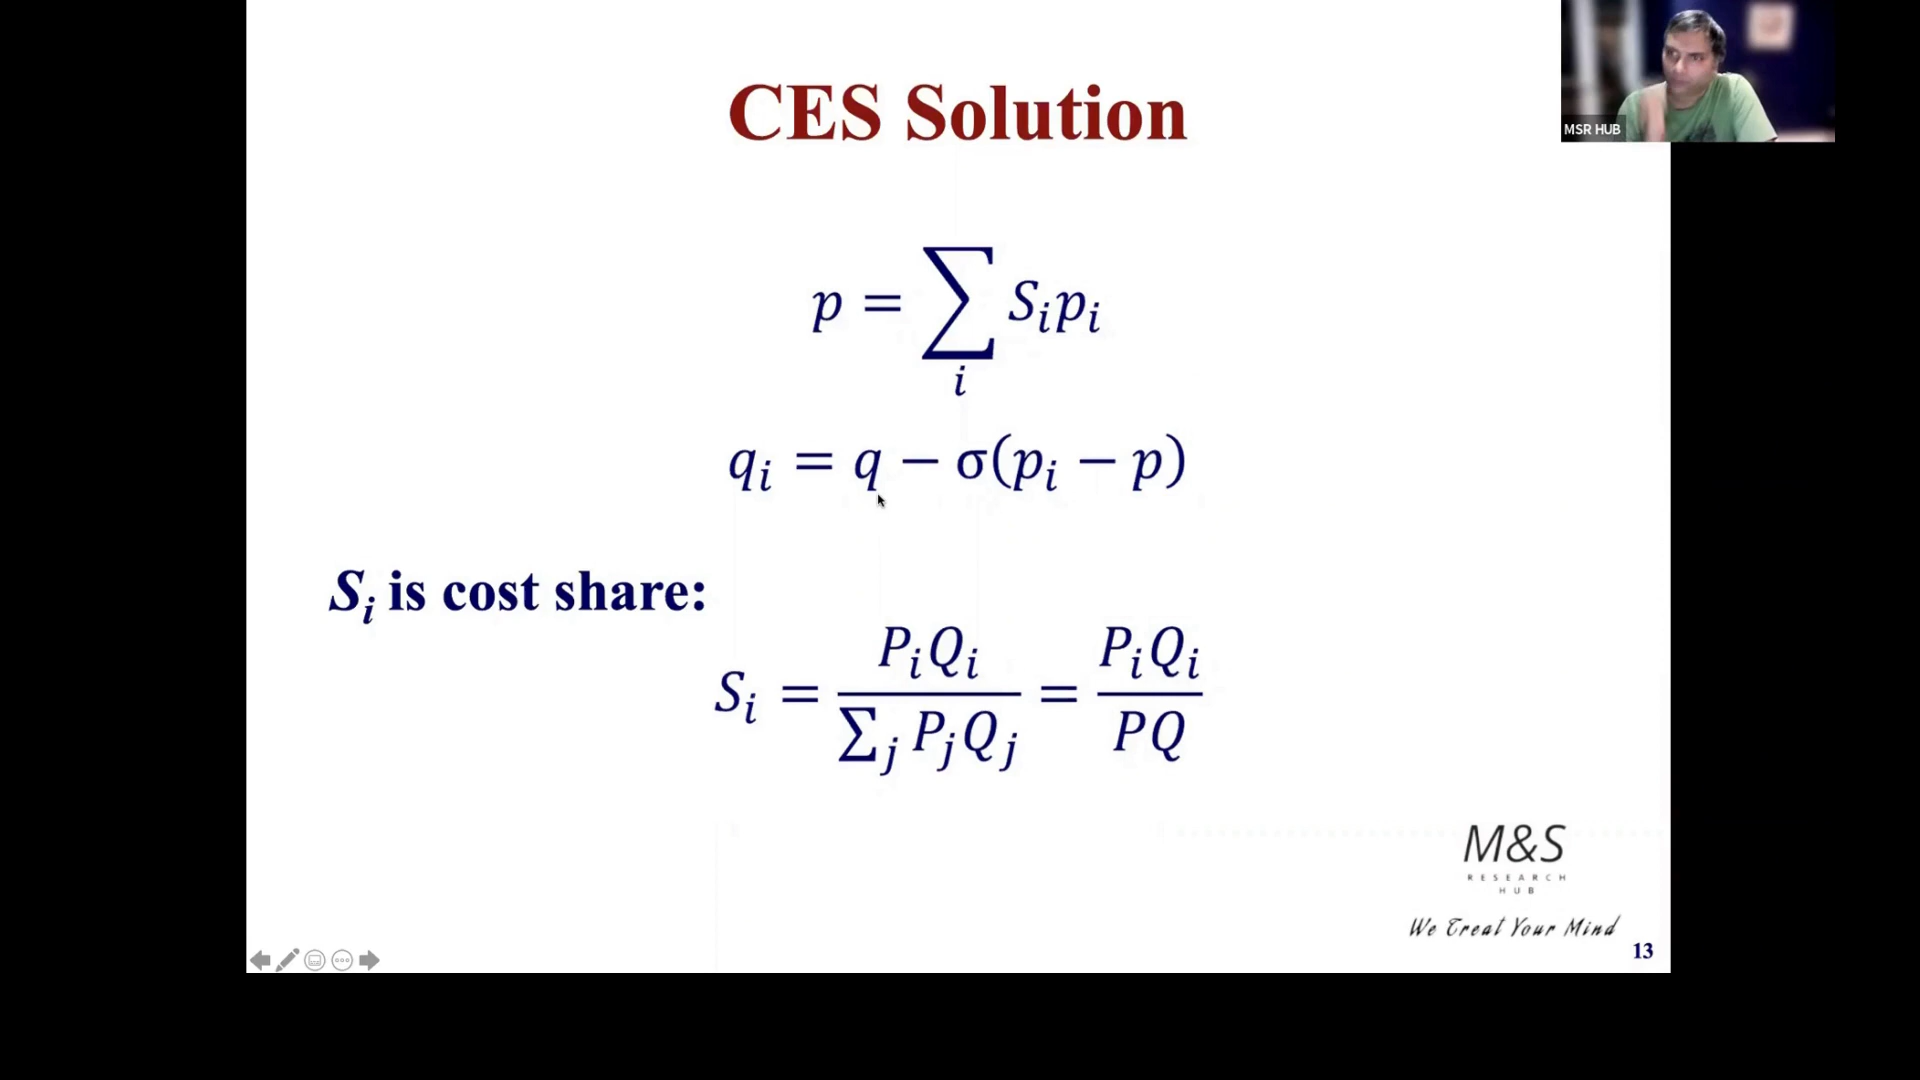 CES Solution
MSR HUB
p = ∑_i S_i p_i
q_i = q − σ(p_i − p)
S_i is cost share:
S_i = P_i Q_i / ∑_j P_j Q_j = P_i Q_i / PQ
M&S
RESEARCH
HUB
We Treat Your Mind
13